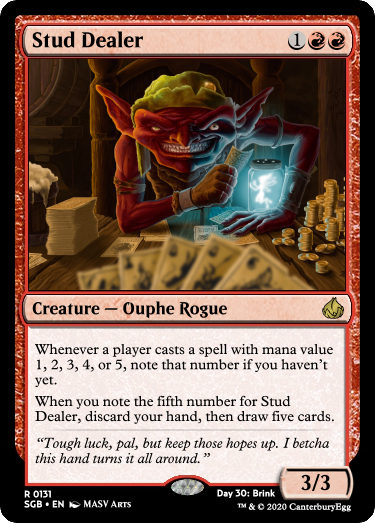 Stud Dealer 1
Creature — Ouphe Rogue
Whenever a player casts a spell with mana value
1, 2, 3, 4, or 5, note that number if you haven't
yet.
When you note the fifth number for Stud
Dealer, discard your hand, then draw five cards.
“Tough luck, pal, but keep those hopes up. I betcha
this hand turns it all around.”
3/3
R 0131 Day 30: Brink
SGB • EN MASV ARTS ™ & © 2020 CanterburyEgg